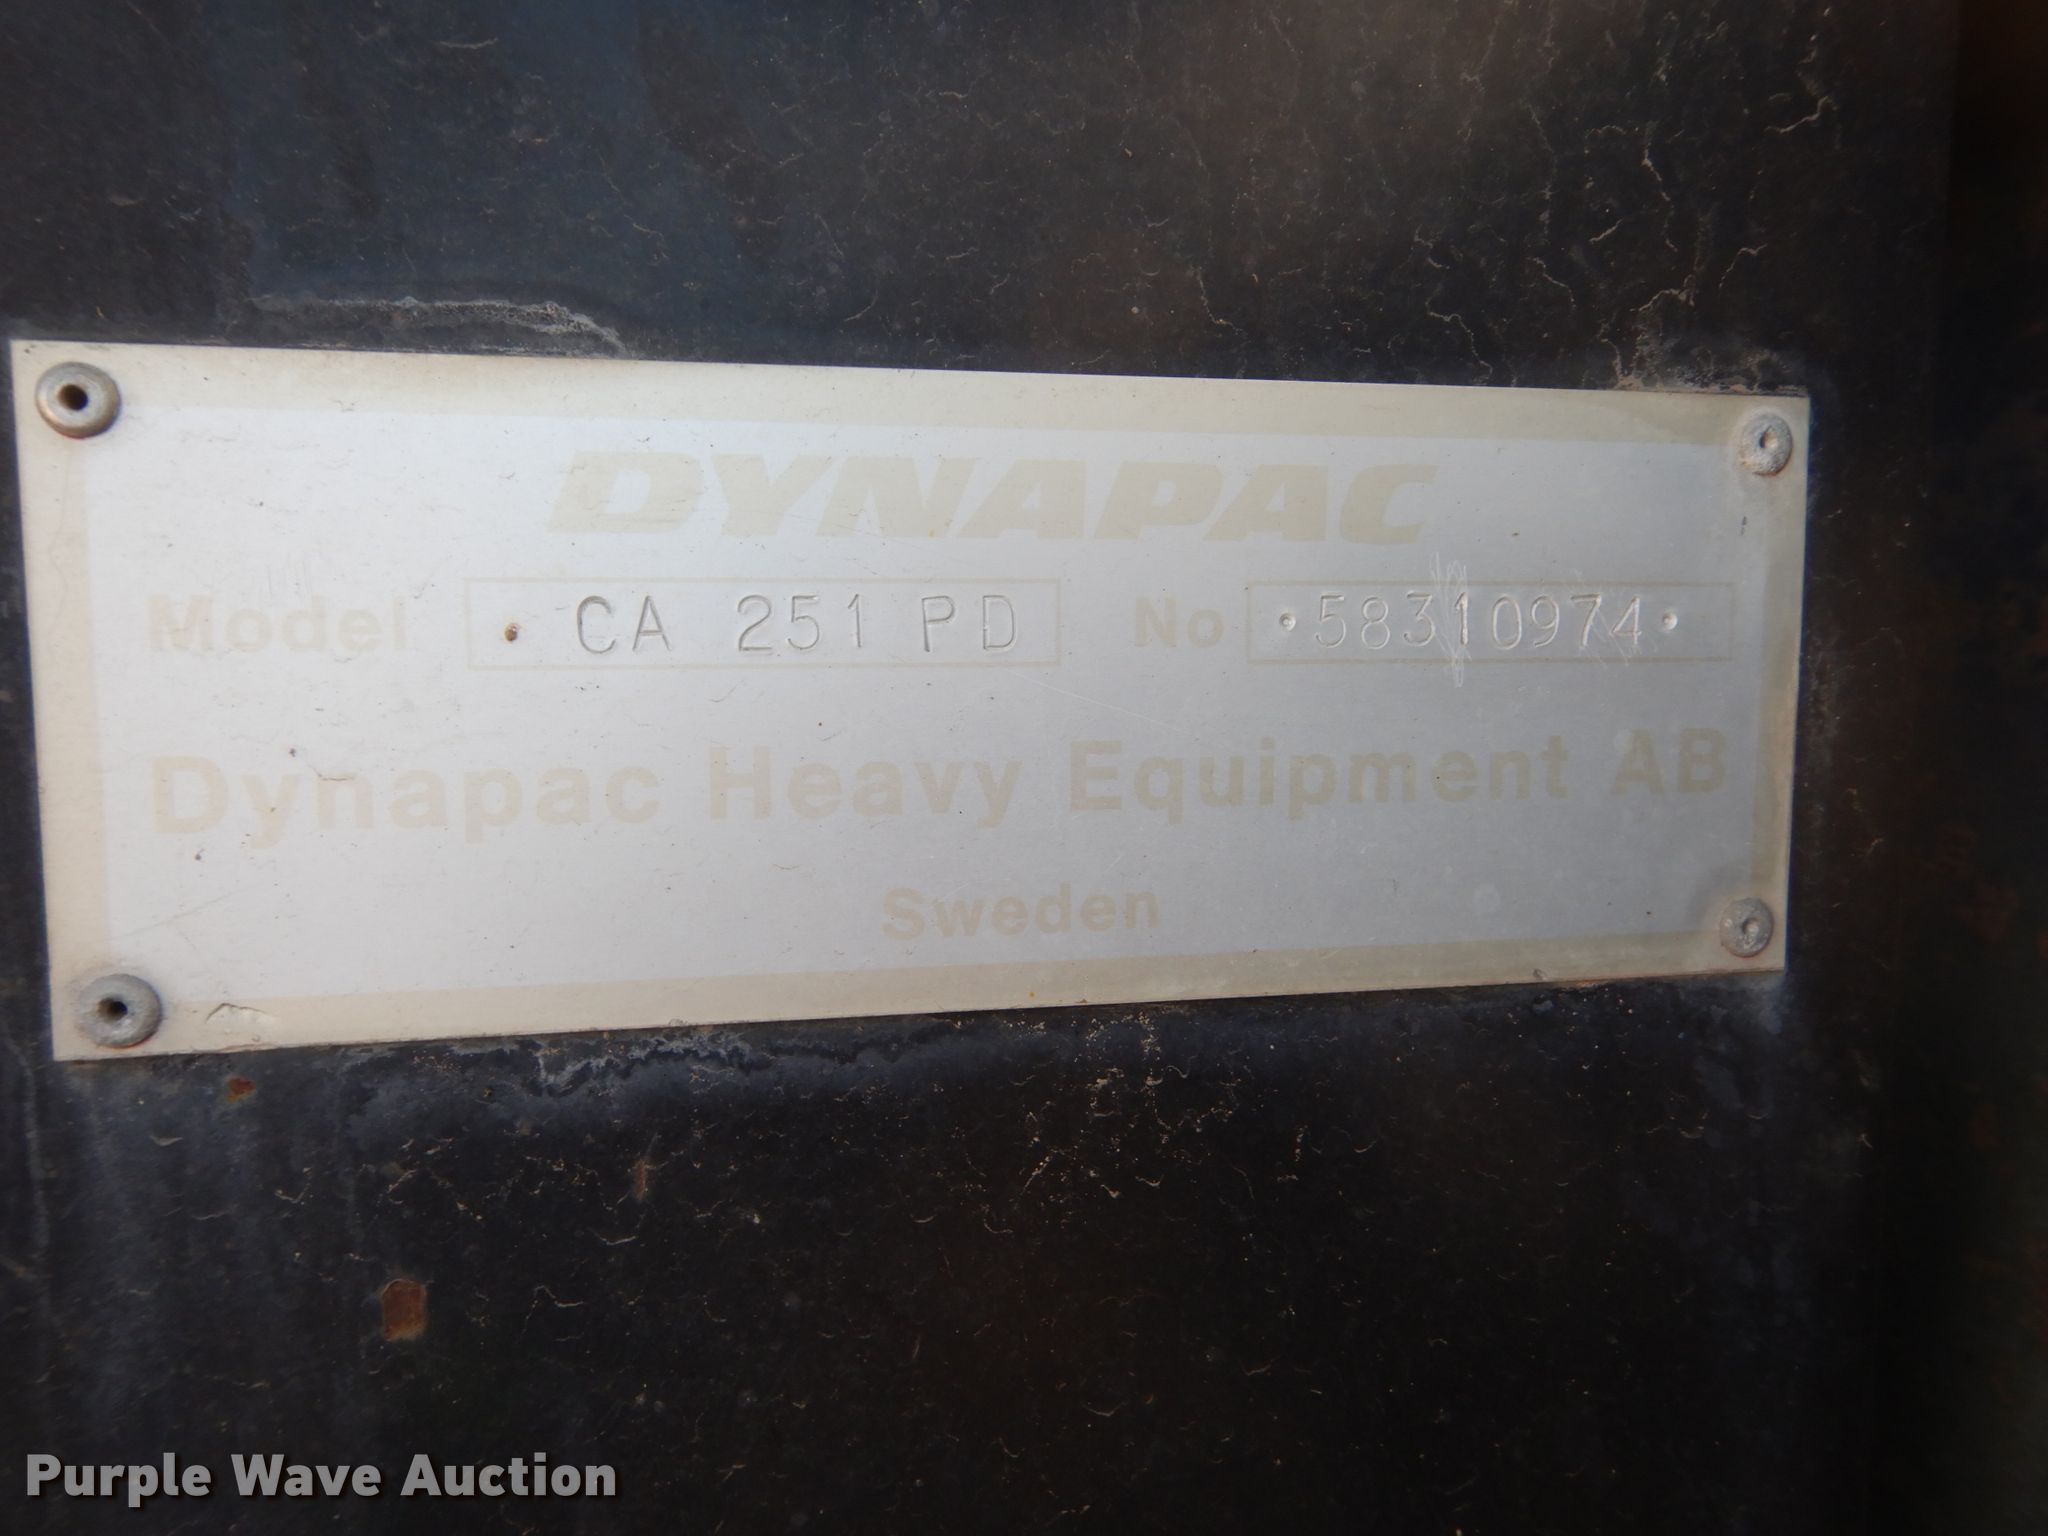 DYNAPAC
Model · CA 251 PD No ·58310974·
Dynapac Heavy Equipment AB
Sweden
Purple Wave Auction